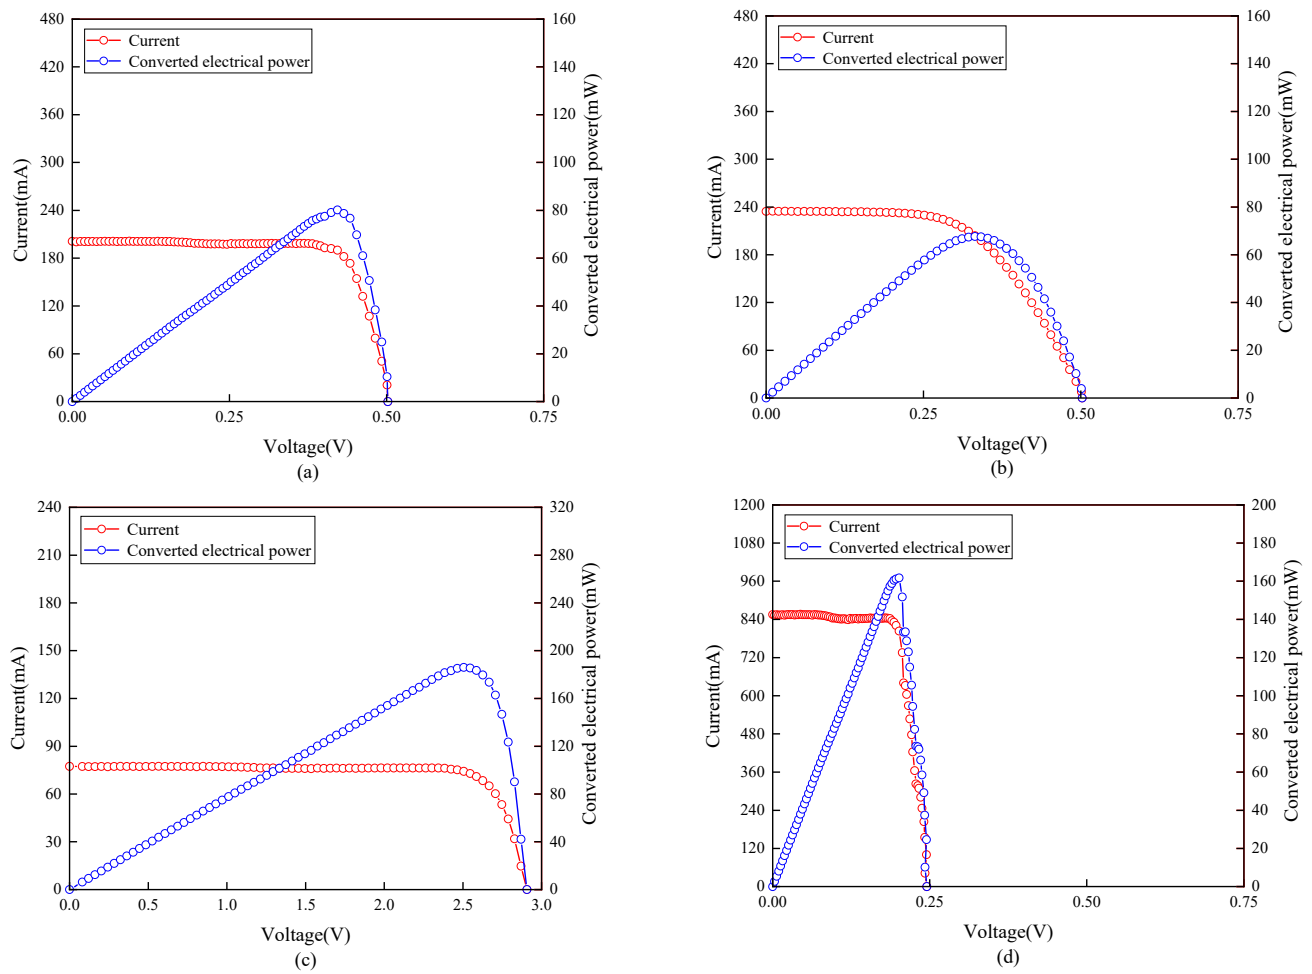 480
420
360
300
240
180
120
60
0
Current(mA)
Current
Converted electrical power
160
140
120
100
80
60
40
20
0
Converted electrical power(mW)
0.00 0.25 0.50 0.75
Voltage(V)
(a)
480
420
360
300
240
180
120
60
0
Current(mA)
Current
Converted electrical power
160
140
120
100
80
60
40
20
0
Converted electrical power(mW)
0.00 0.25 0.50 0.75
Voltage(V)
(b)
240
210
180
150
120
90
60
30
0
Current(mA)
Current
Converted electrical power
320
280
240
200
160
120
80
40
0
Converted electrical power(mW)
0.0 0.5 1.0 1.5 2.0 2.5 3.0
Voltage(V)
(c)
1200
1080
960
840
720
600
480
360
240
120
0
Current(mA)
Current
Converted electrical power
200
180
160
140
120
100
80
60
40
20
0
Converted electrical power(mW)
0.00 0.25 0.50 0.75
Voltage(V)
(d)